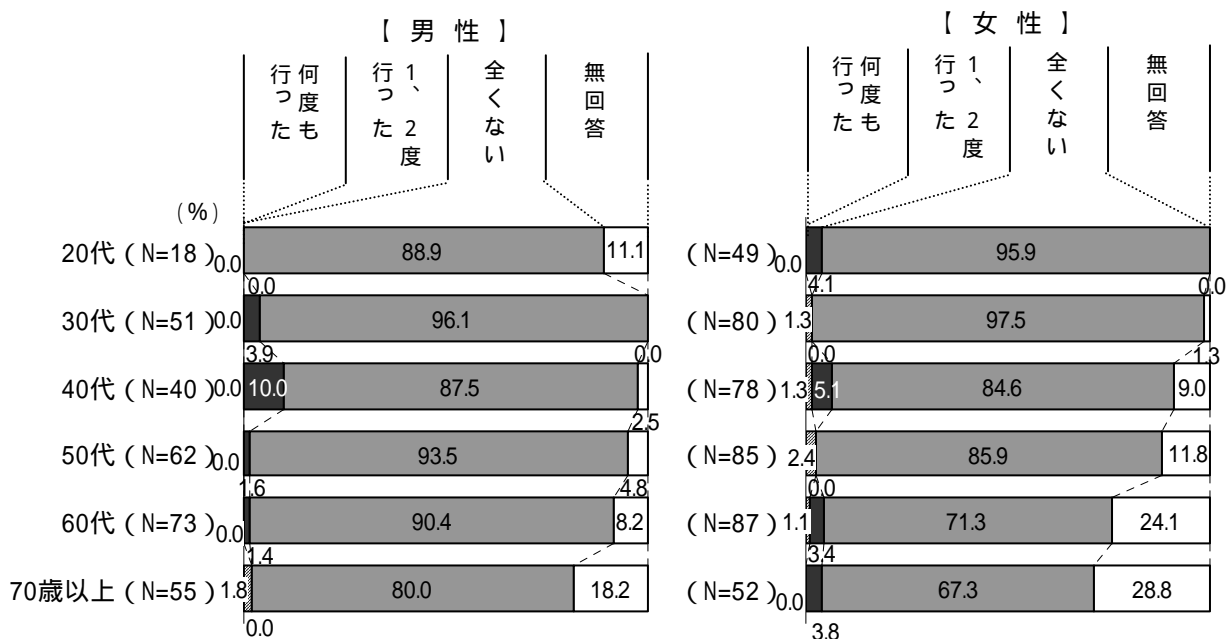 【 男 性 】
【 女 性 】
何度も行った
1、2度行った
全くない
無回答
何度も行った
1、2度行った
全くない
無回答
(%)
20代(N=18) 0.0 88.9 11.1
0.0
(N=49) 0.0 95.9
4.1 0.0
30代(N=51) 0.0 96.1
3.9 0.0
(N=80) 1.3 97.5
0.0 1.3
40代(N=40) 0.0 10.0 87.5
2.5
(N=78) 1.3 5.1 84.6 9.0
50代(N=62) 0.0 93.5
1.6 4.8
(N=85) 2.4 85.9 11.8
0.0
60代(N=73) 0.0 90.4 8.2
1.4
(N=87) 1.1 71.3 24.1
3.4
70歳以上(N=55) 1.8 80.0 18.2
0.0
(N=52) 0.0 67.3 28.8
3.8